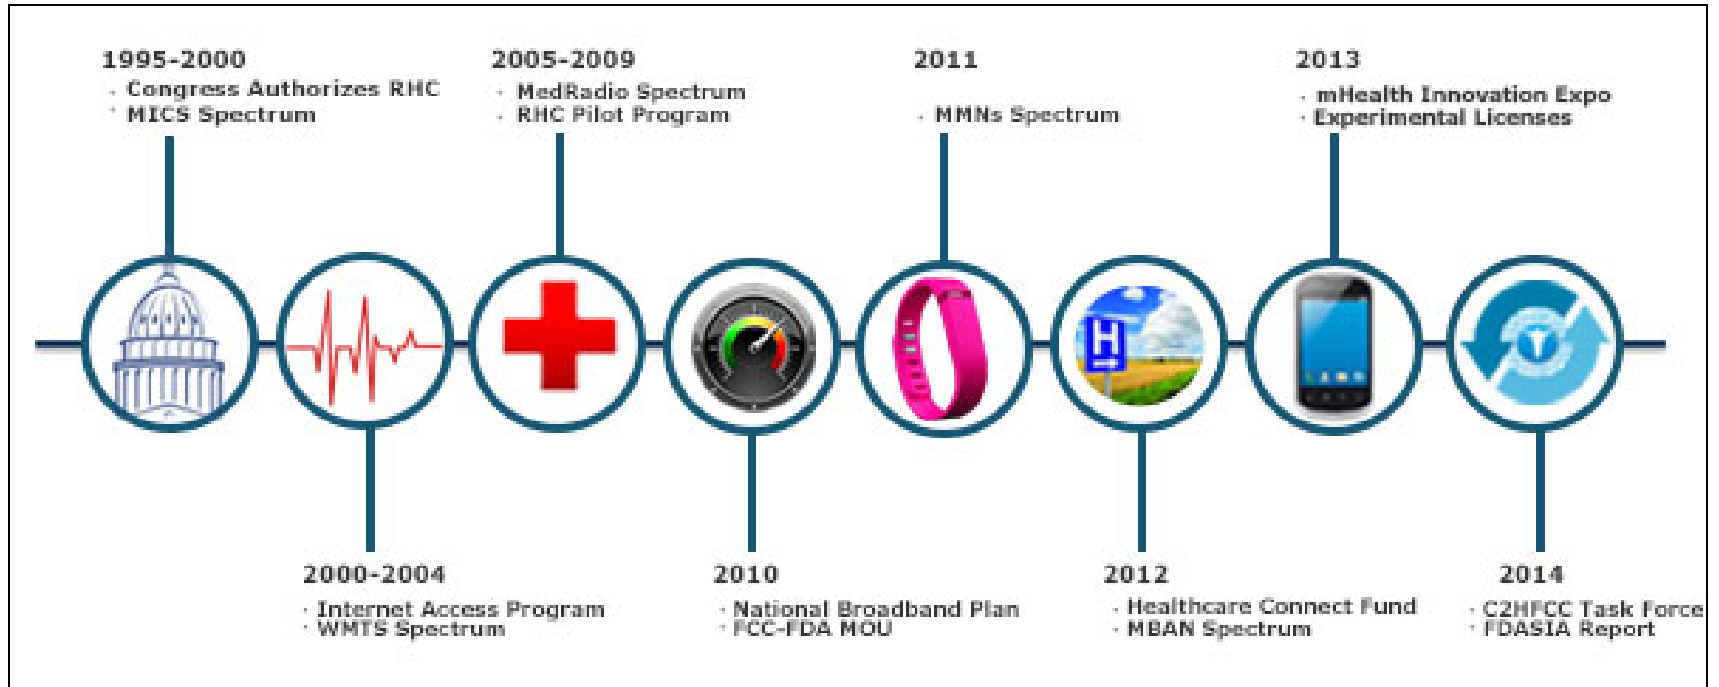 1995-2000
· Congress Authorizes RHC
· MICS Spectrum
2000-2004
· Internet Access Program
· WMTS Spectrum
2005-2009
· MedRadio Spectrum
· RHC Pilot Program
2010
· National Broadband Plan
· FCC-FDA MOU
2011
· MMNs Spectrum
H
2012
· Healthcare Connect Fund
· MBAN Spectrum
2013
· mHealth Innovation Expo
· Experimental Licenses
2014
· C2HFCC Task Force
· FDASIA Report